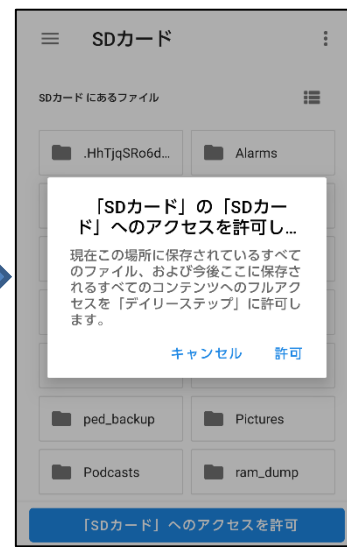 SDカード
SDカード にあるファイル
.HhTjqSRo6d...
Alarms
「SDカード」の「SDカー
ド」へのアクセスを許可し...
現在この場所に保存されているすべて
のファイル、および今後ここに保存さ
れるすべてのコンテンツへのフルアク
セスを「デイリーステップ」に許可し
ます。
キャンセル 許可
ped_backup
Pictures
Podcasts
ram_dump
「SDカード」へのアクセスを許可